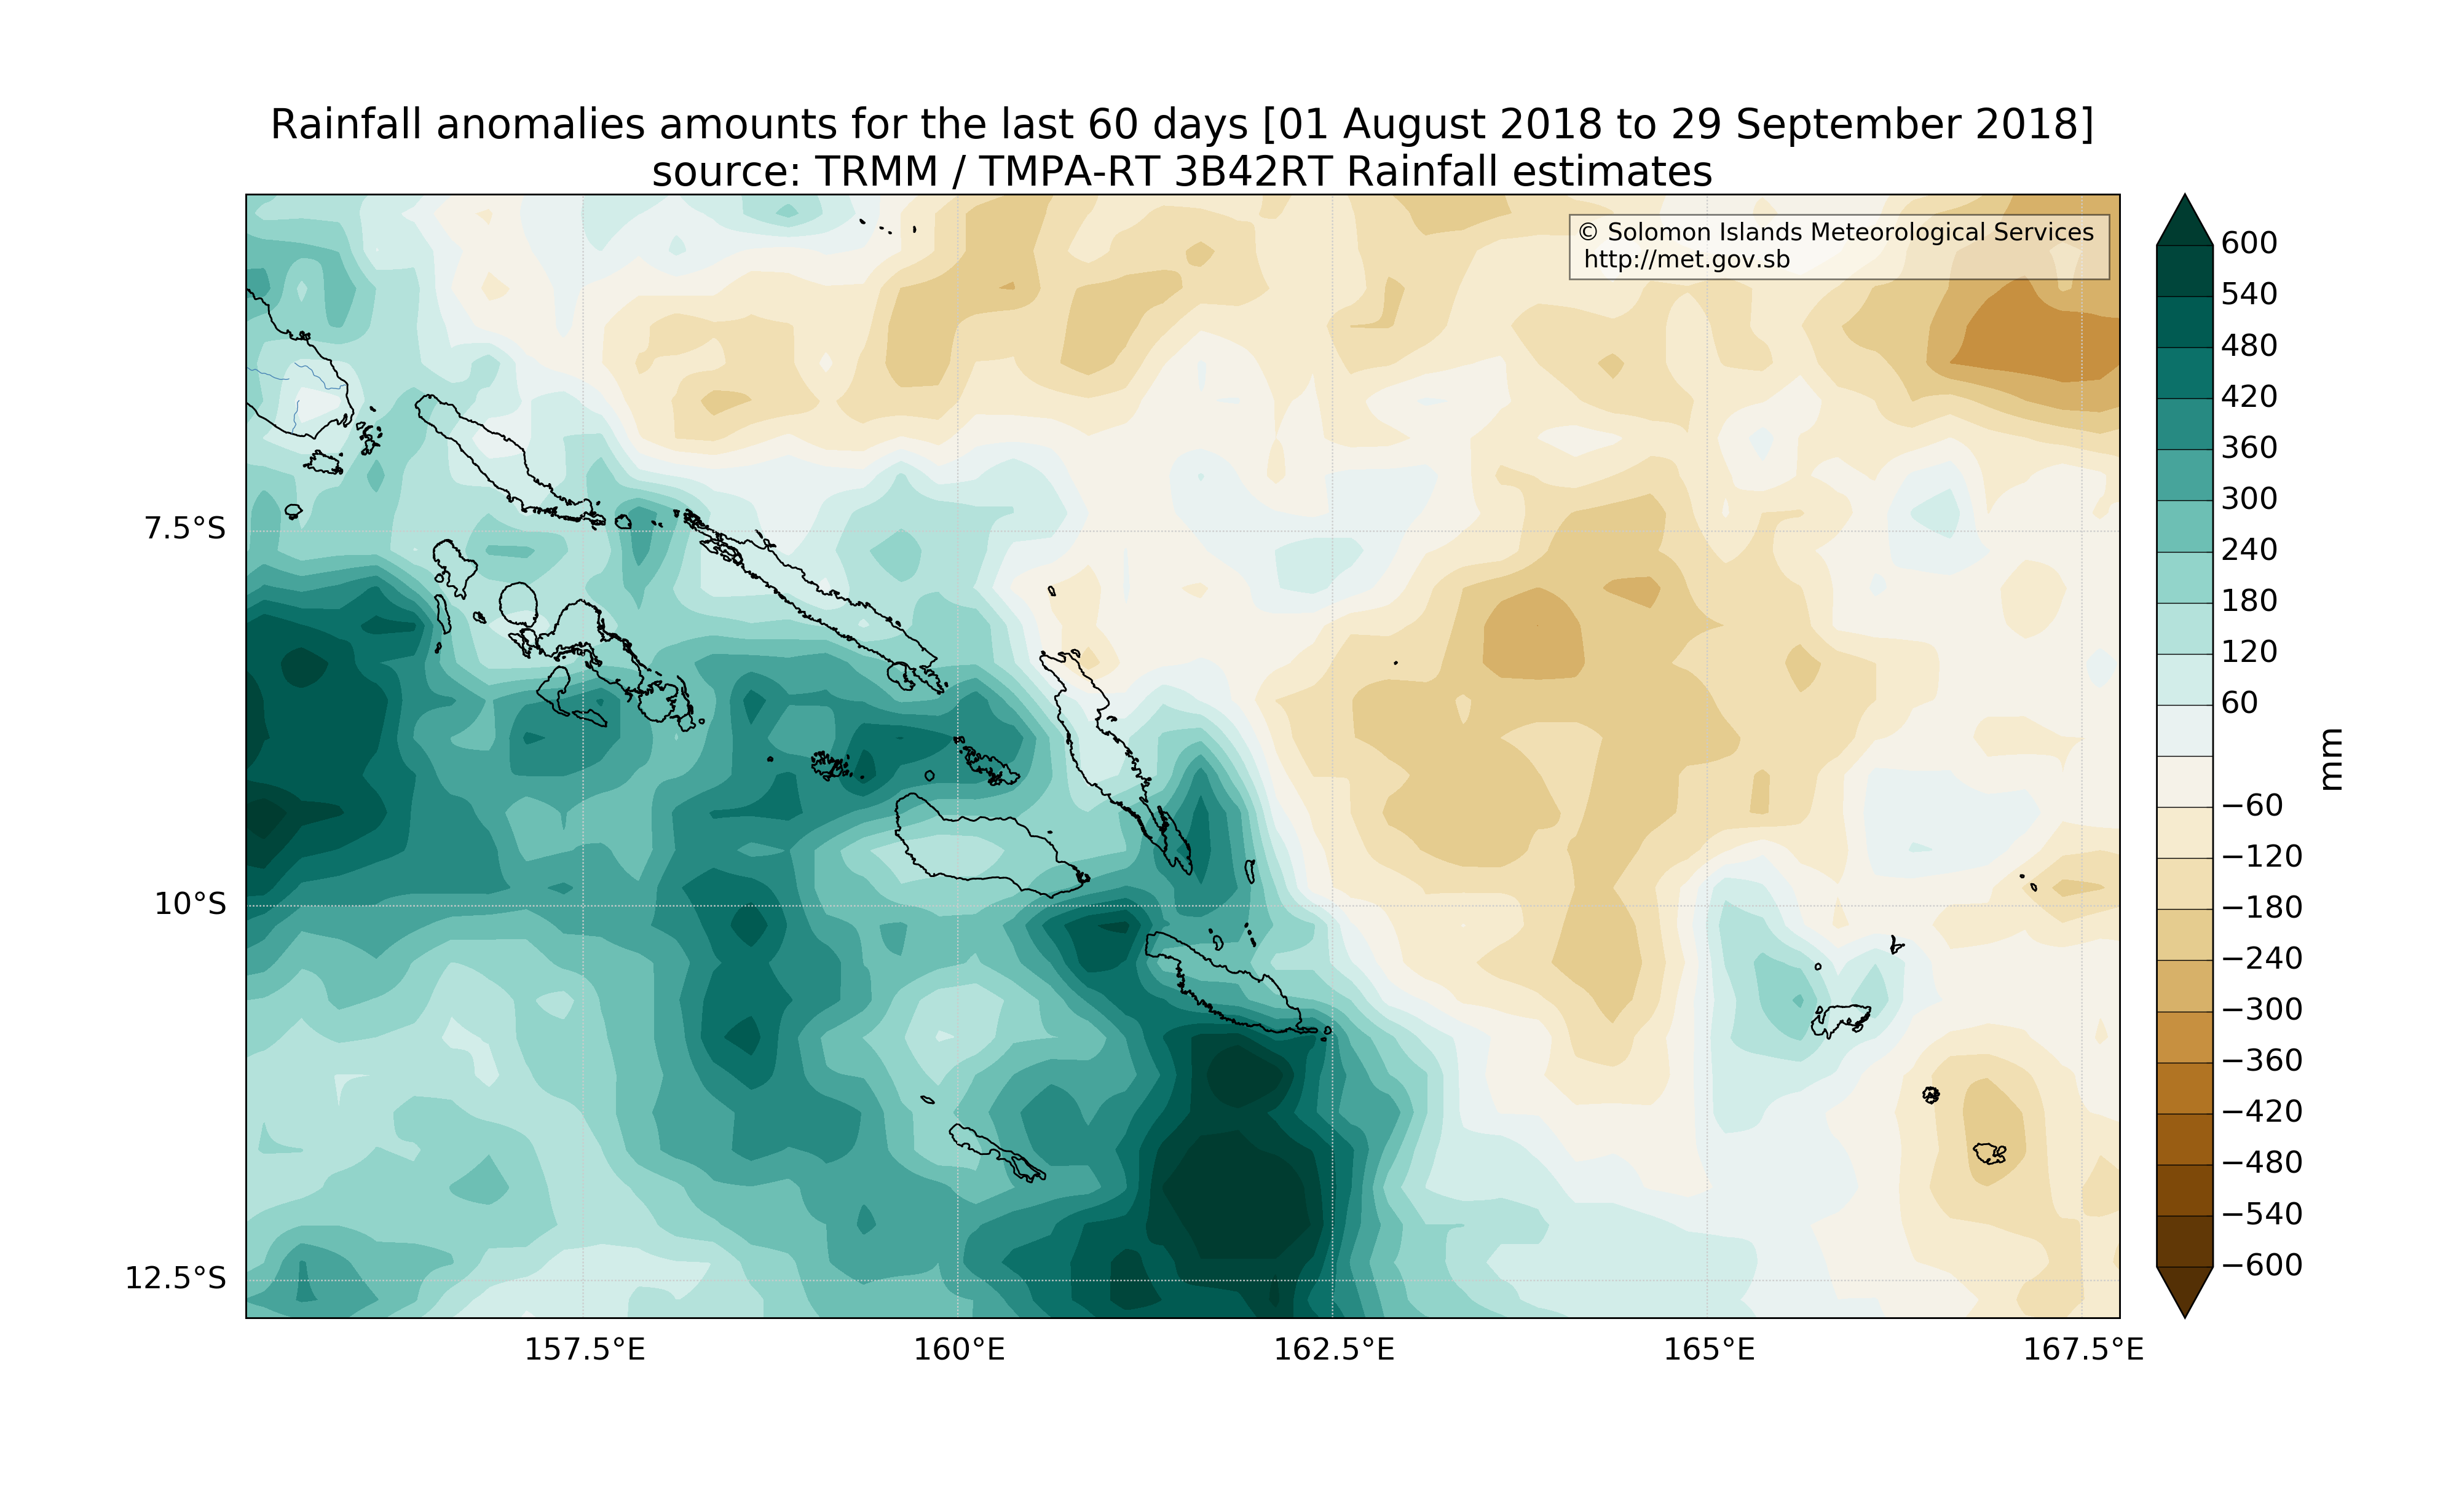 Rainfall anomalies amounts for the last 60 days [01 August 2018 to 29 September 2018]
source: TRMM / TMPA-RT 3B42RT Rainfall estimates
© Solomon Islands Meteorological Services
http://met.gov.sb
7.5°S
10°S
12.5°S
157.5°E
160°E
162.5°E
165°E
167.5°E
600
540
480
420
360
300
240
180
120
60
−60
−120
−180
−240
−300
−360
−420
−480
−540
−600
mm